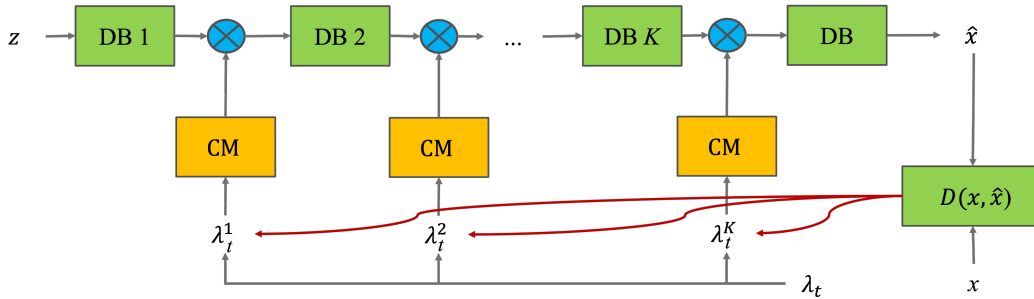 z DB 1 DB 2 ... DB K DB x̂
CM CM CM
D(x, x̂)
λ_t^1 λ_t^2 λ_t^K
λ_t x